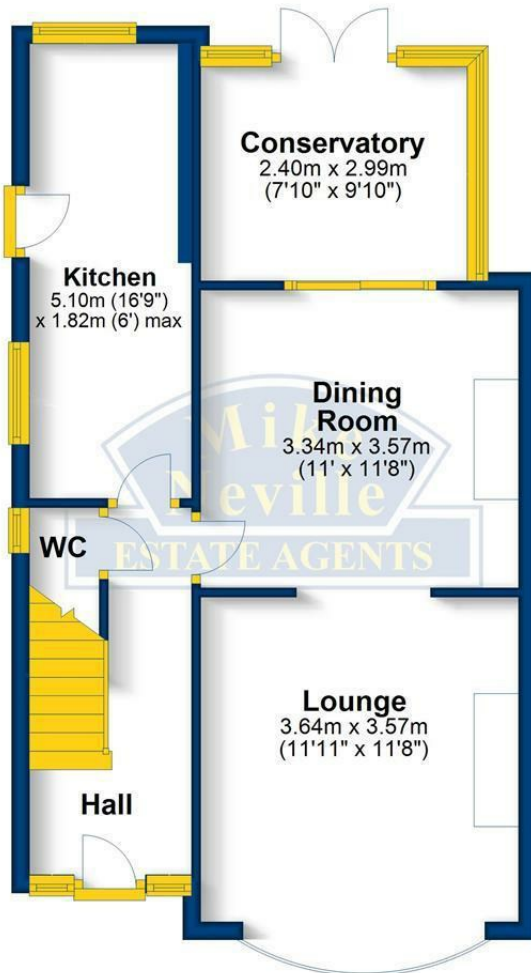 Conservatory
2.40m x 2.99m
(7'10" x 9'10")
Kitchen
5.10m (16'9")
x 1.82m (6') max
Dining
Room
3.34m x 3.57m
(11' x 11'8")
Mike
Neville
ESTATE AGENTS
WC
Lounge
3.64m x 3.57m
(11'11" x 11'8")
Hall